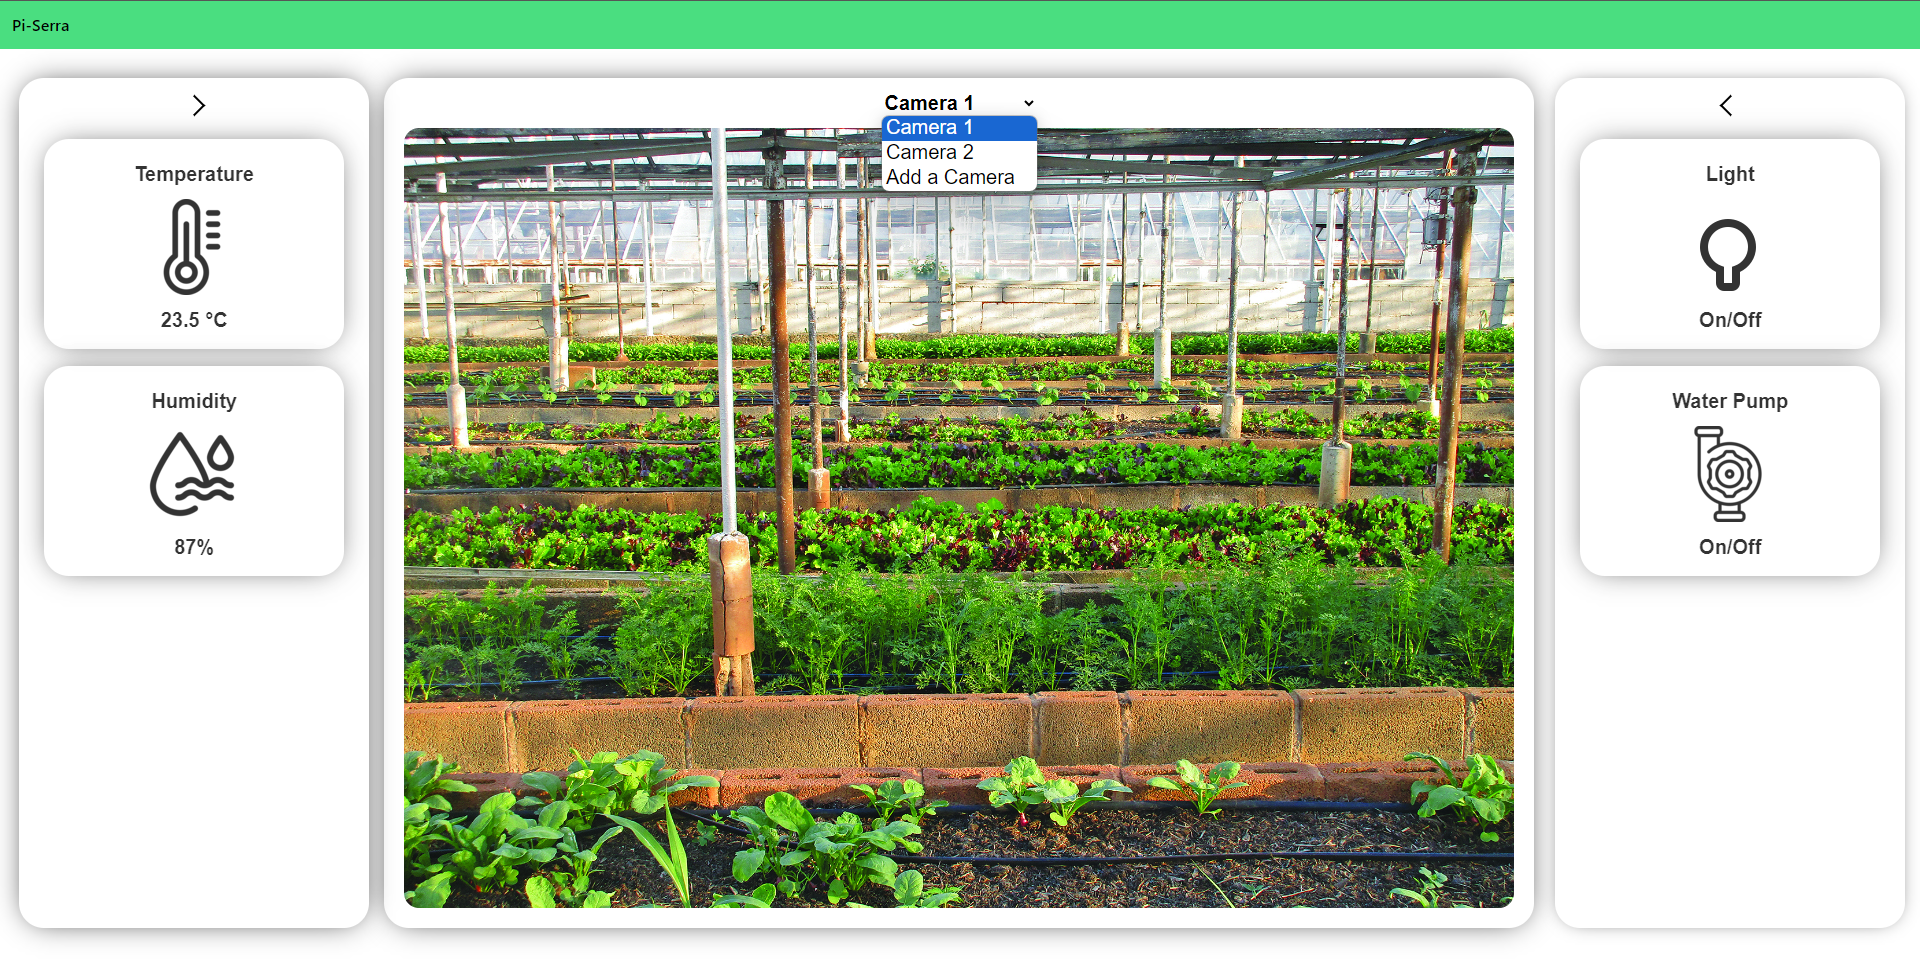 Pi-Serra
Temperature
23.5 °C
Humidity
87%
Camera 1
Camera 1
Camera 2
Add a Camera
Light
On/Off
Water Pump
On/Off